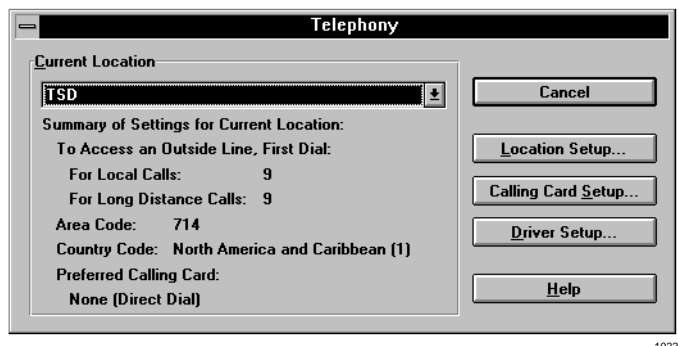 Telephony
Current Location
TSD
Summary of Settings for Current Location:
To Access an Outside Line, First Dial:
For Local Calls: 9
For Long Distance Calls: 9
Area Code: 714
Country Code: North America and Caribbean (1)
Preferred Calling Card:
None (Direct Dial)
Cancel
Location Setup...
Calling Card Setup...
Driver Setup...
Help